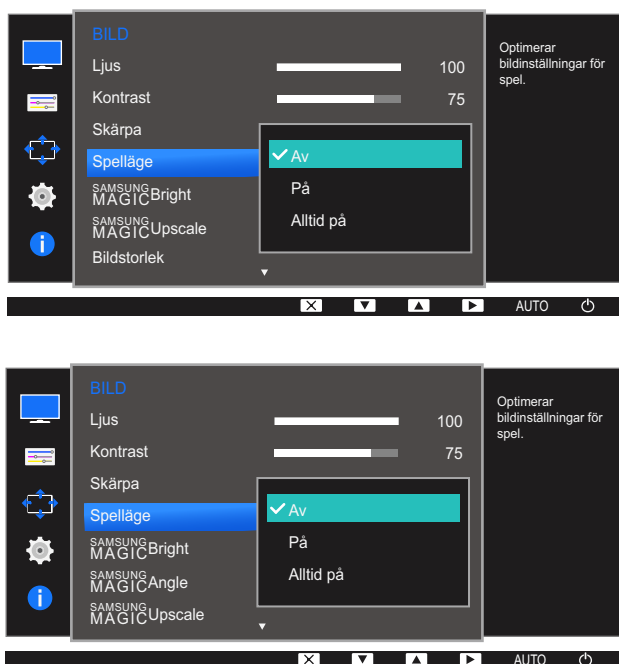 BILD
Ljus 100
Kontrast 75
Skärpa
Spelläge
SAMSUNG MAGIC Bright
SAMSUNG MAGIC Upscale
Bildstorlek
Av
På
Alltid på
Optimerar
bildinställningar för
spel.
AUTO
BILD
Ljus 100
Kontrast 75
Skärpa
Spelläge
SAMSUNG MAGIC Bright
SAMSUNG MAGIC Angle
SAMSUNG MAGIC Upscale
Av
På
Alltid på
Optimerar
bildinställningar för
spel.
AUTO